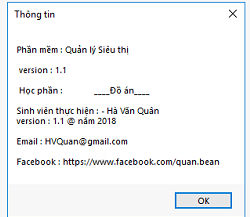 Thông tin
Phần mềm : Quản lý Siêu thị
version : 1.1
Học phần : ____Đồ án____
Sinh viên thực hiện : - Hà Văn Quân
version : 1.1 @ năm 2018
Email : HVQuan@gmail.com
Facebook : https://www.facebook.com/quan.bean
OK